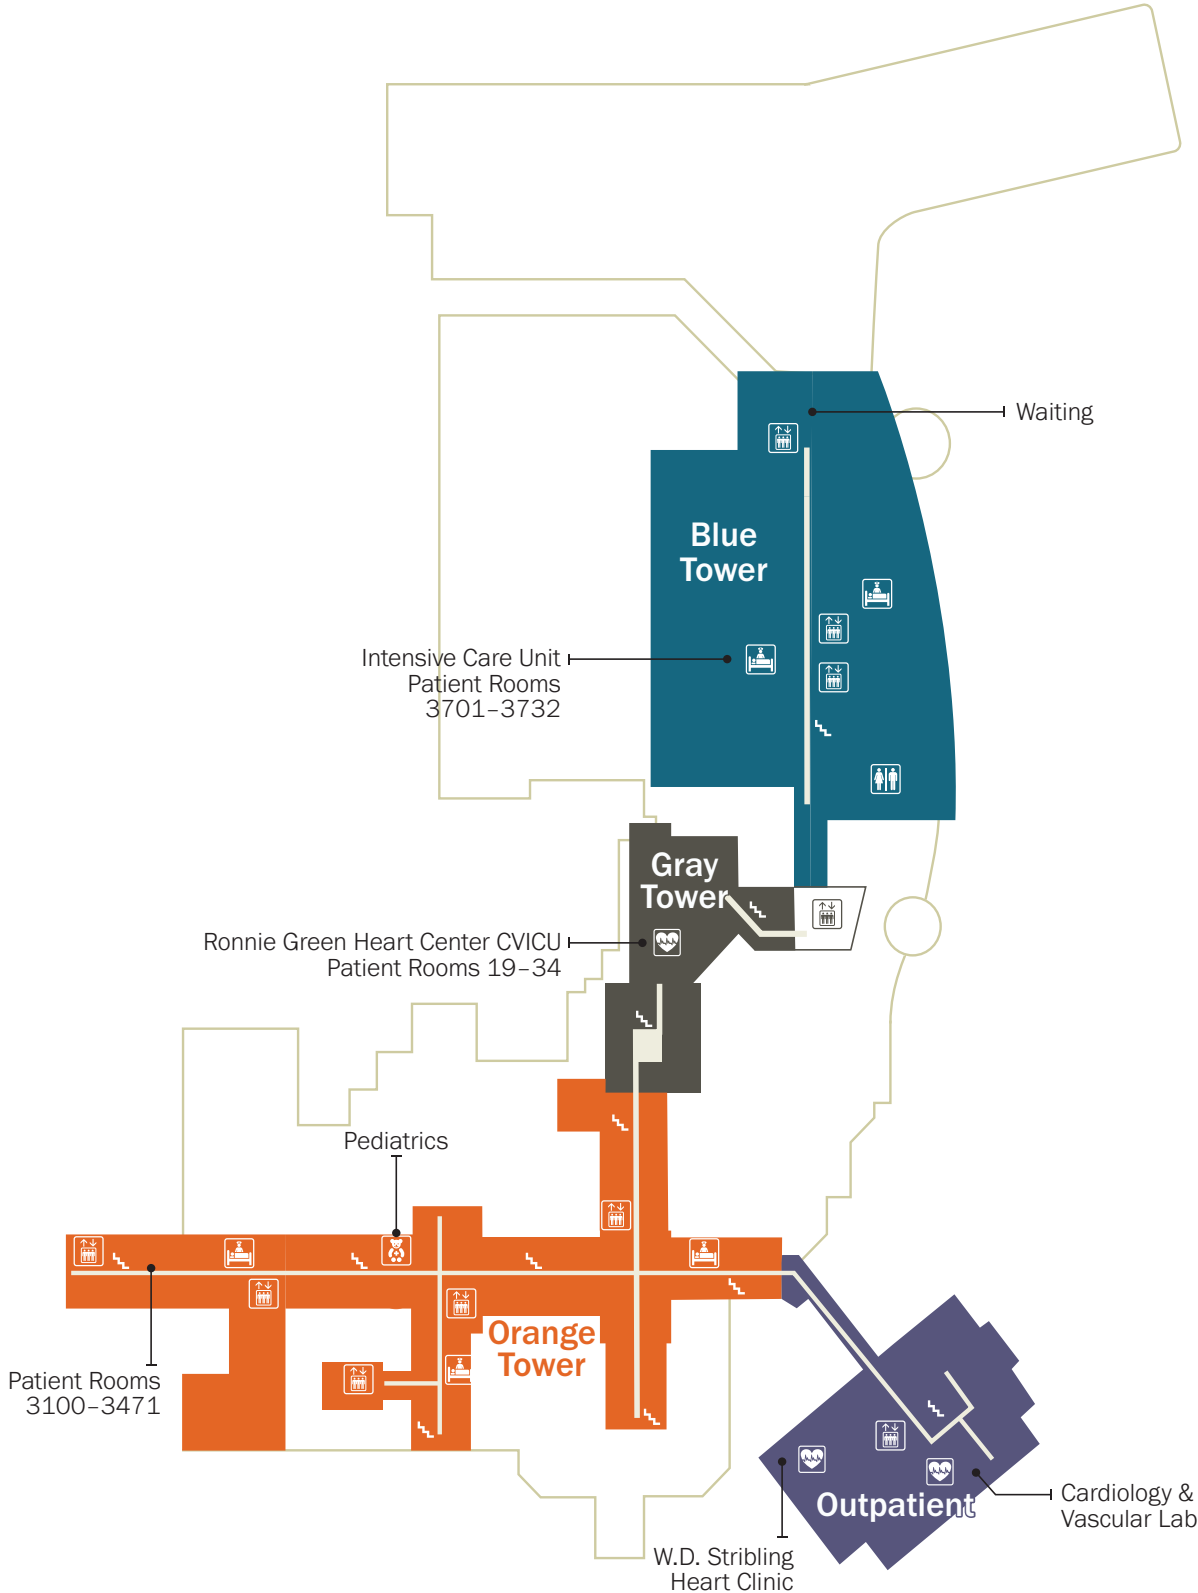 Waiting
Blue
Tower
Intensive Care Unit
Patient Rooms
3701–3732
Gray
Tower
Ronnie Green Heart Center CVICU
Patient Rooms 19–34
Pediatrics
Orange
Tower
Patient Rooms
3100–3471
Outpatient
Cardiology &
Vascular Lab
W.D. Stribling
Heart Clinic